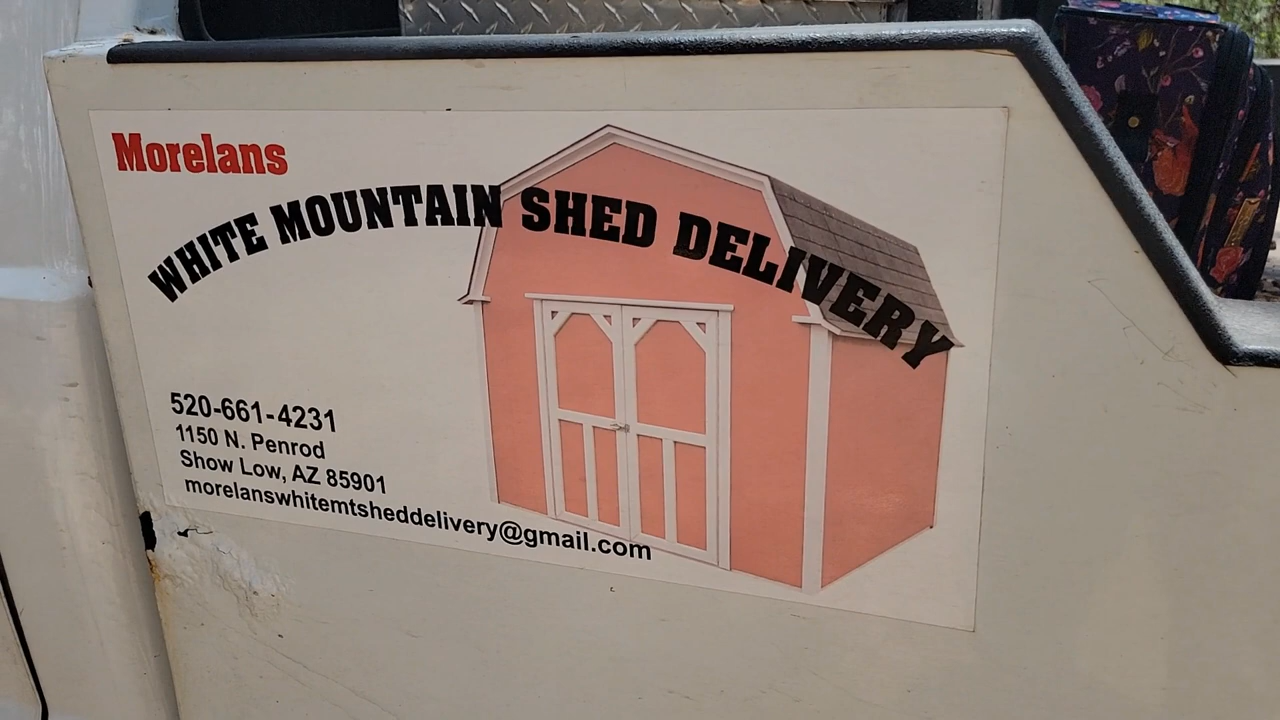 Morelans
WHITE MOUNTAIN SHED DELIVERY
520-661-4231
1150 N. Penrod
Show Low, AZ 85901
morelanswhitemtsheddelivery@gmail.com